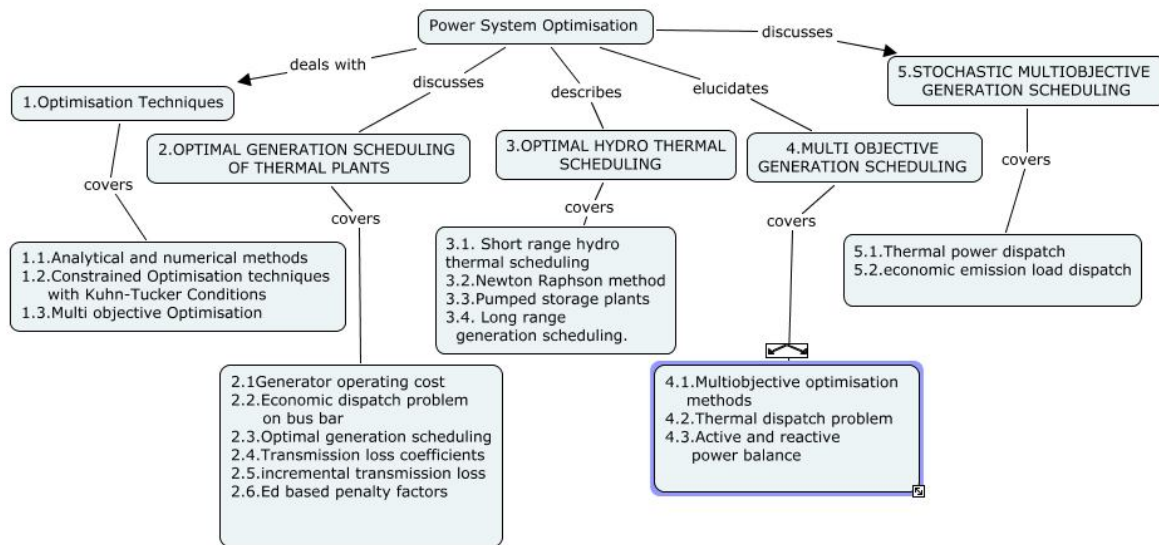 Power System Optimisation
deals with
discusses
describes
elucidates
discusses
1.Optimisation Techniques
2.OPTIMAL GENERATION SCHEDULING
OF THERMAL PLANTS
3.OPTIMAL HYDRO THERMAL
SCHEDULING
4.MULTI OBJECTIVE
GENERATION SCHEDULING
5.STOCHASTIC MULTIOBJECTIVE
GENERATION SCHEDULING
covers
covers
covers
covers
covers
1.1.Analytical and numerical methods
1.2.Constrained Optimisation techniques
with Kuhn-Tucker Conditions
1.3.Multi objective Optimisation
2.1Generator operating cost
2.2.Economic dispatch problem
on bus bar
2.3.Optimal generation scheduling
2.4.Transmission loss coefficients
2.5.incremental transmission loss
2.6.Ed based penalty factors
3.1. Short range hydro
thermal scheduling
3.2.Newton Raphson method
3.3.Pumped storage plants
3.4. Long range
generation scheduling.
4.1.Multiobjective optimisation
methods
4.2.Thermal dispatch problem
4.3.Active and reactive
power balance
5.1.Thermal power dispatch
5.2.economic emission load dispatch